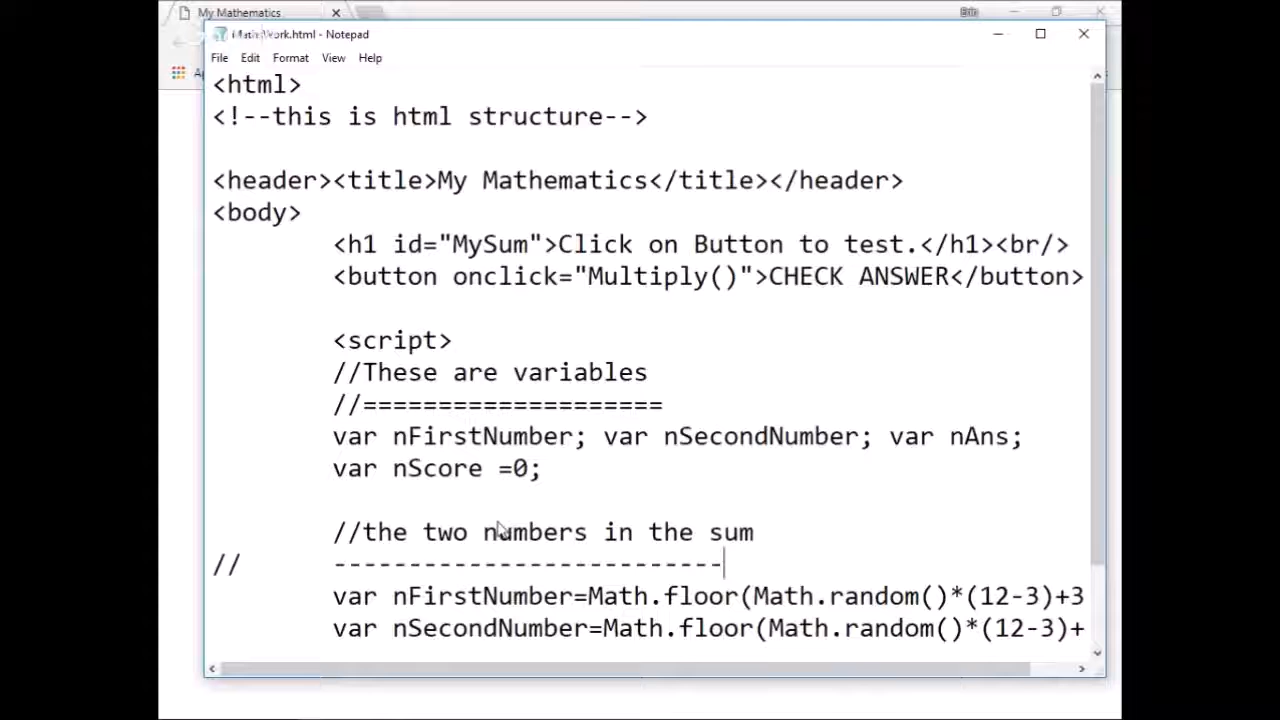 My Mathematics
Math Work.html - Notepad
File Edit Format View Help
<html>
<!--this is html structure-->
<header><title>My Mathematics</title></header>
<body>
<h1 id="MySum">Click on Button to test.</h1><br/>
<button onclick="Multiply()">CHECK ANSWER</button>
<script>
//These are variables
//====================
var nFirstNumber; var nSecondNumber; var nAns;
var nScore =0;
//the two numbers in the sum
// --------------------------
var nFirstNumber=Math.floor(Math.random()*(12-3)+3
var nSecondNumber=Math.floor(Math.random()*(12-3)+